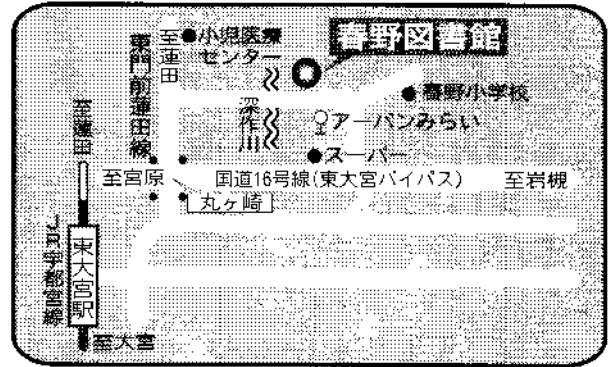 春野図書館
至蓮田
小児医療
センター
東門前蓮田線
深作川
春野小学校
アーバンみらい
スーパー
至蓮田
至宮原
国道16号線(東大宮バイパス)
至岩槻
丸ヶ崎
JR宇都宮線
東大宮駅
至大宮